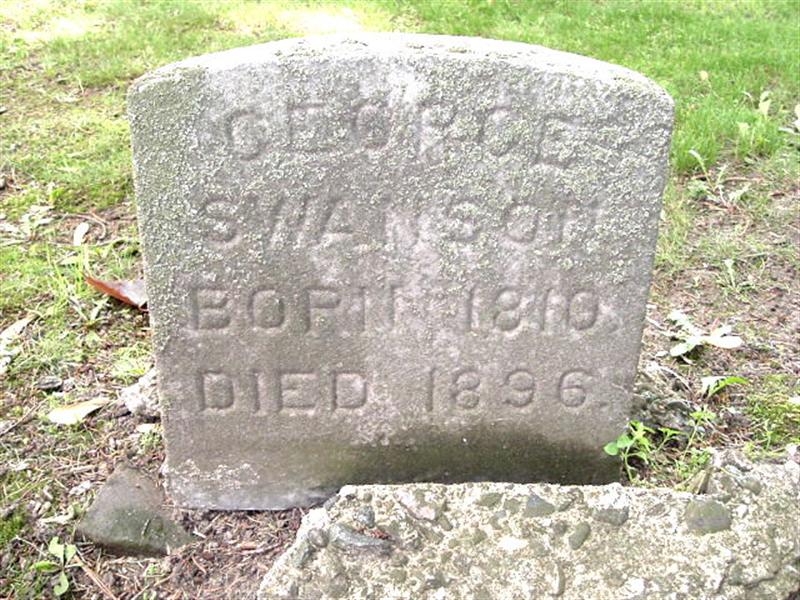 GEORGE
SWANSON
BORN 1810.
DIED 1896.